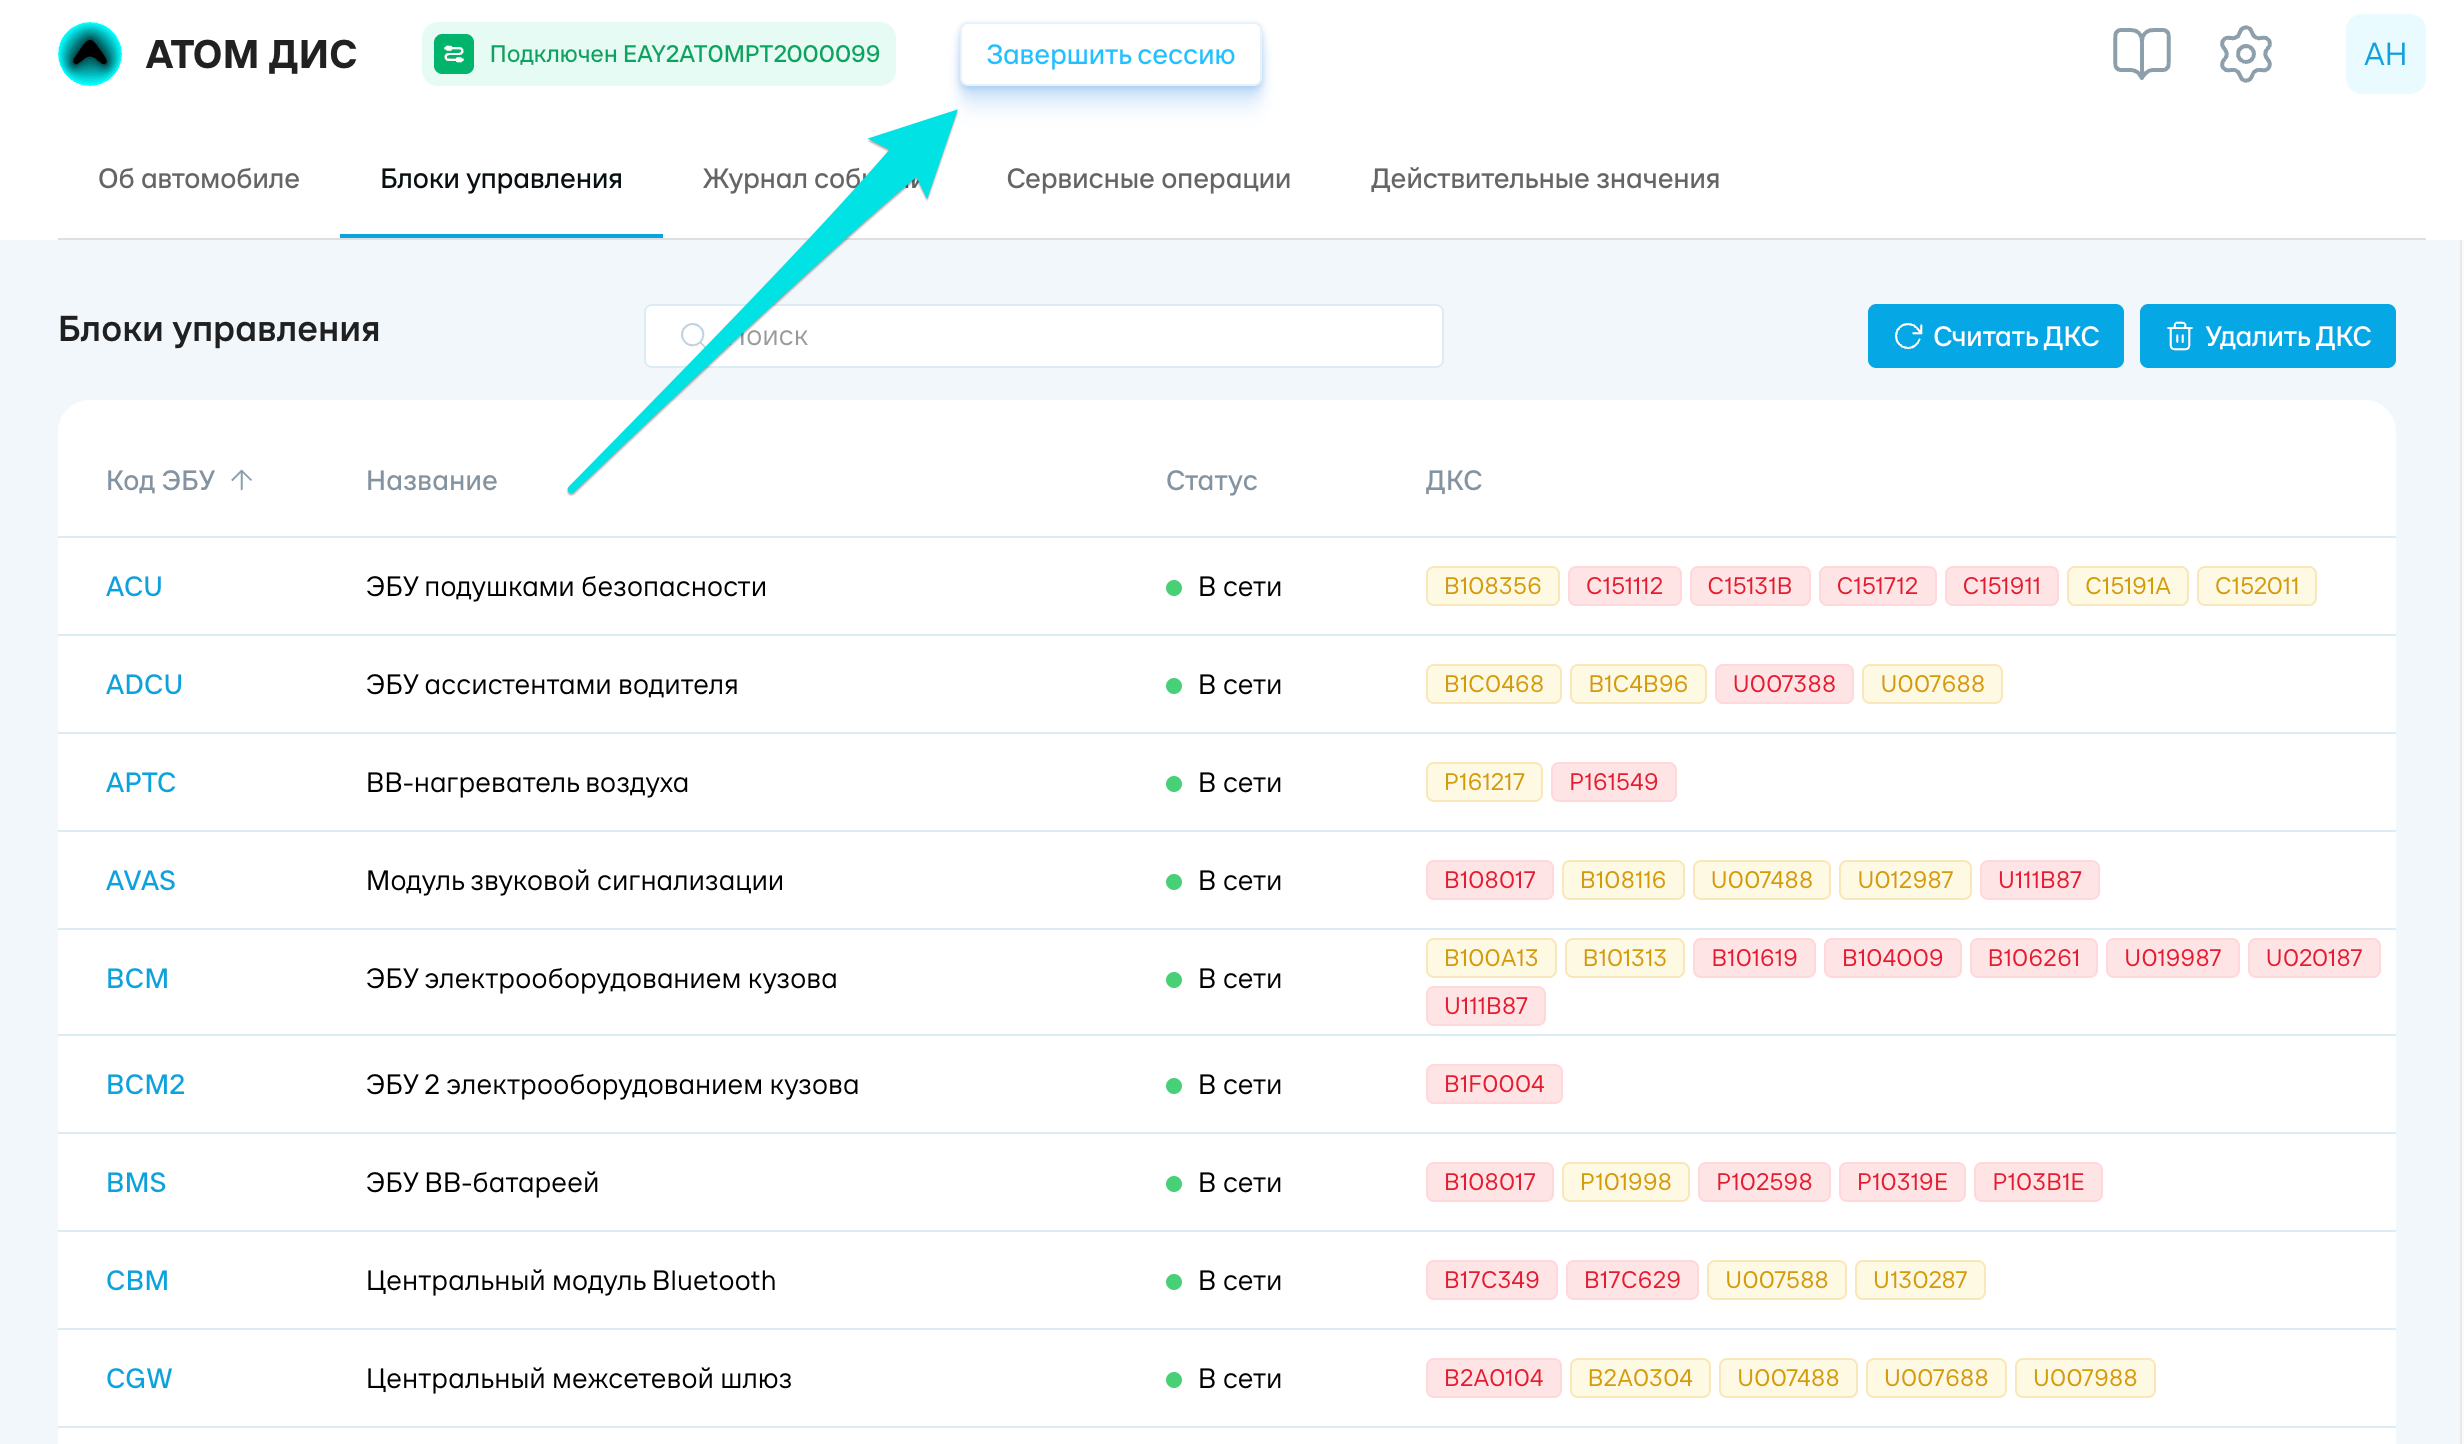 АТОМ ДИС
Подключен EAY2ATOMPT2000099
Завершить сессию
АН
Об автомобиле
Блоки управления
Журнал
Сервисные операции
Действительные значения
Блоки управления
Считать ДКС
Удалить ДКС
Код ЭБУ
Название
Статус
ДКС
ACU ЭБУ подушками безопасности В сети B108356 C151112 C15131B C151712 C151911 C15191A C152011
ADCU ЭБУ ассистентами водителя В сети B1C0468 B1C4B96 U007388 U007688
APTC ВВ-нагреватель воздуха В сети P161217 P161549
AVAS Модуль звуковой сигнализации В сети B108017 B108116 U007488 U012987 U111B87
BCM ЭБУ электрооборудованием кузова В сети B100A13 B101313 B101619 B104009 B106261 U019987 U020187
U111B87
BCM2 ЭБУ 2 электрооборудованием кузова В сети B1F0004
BMS ЭБУ ВВ-батареей В сети B108017 P101998 P102598 P10319E P103B1E
CBM Центральный модуль Bluetooth В сети B17C349 B17C629 U007588 U130287
CGW Центральный межсетевой шлюз В сети B2A0104 B2A0304 U007488 U007688 U007988